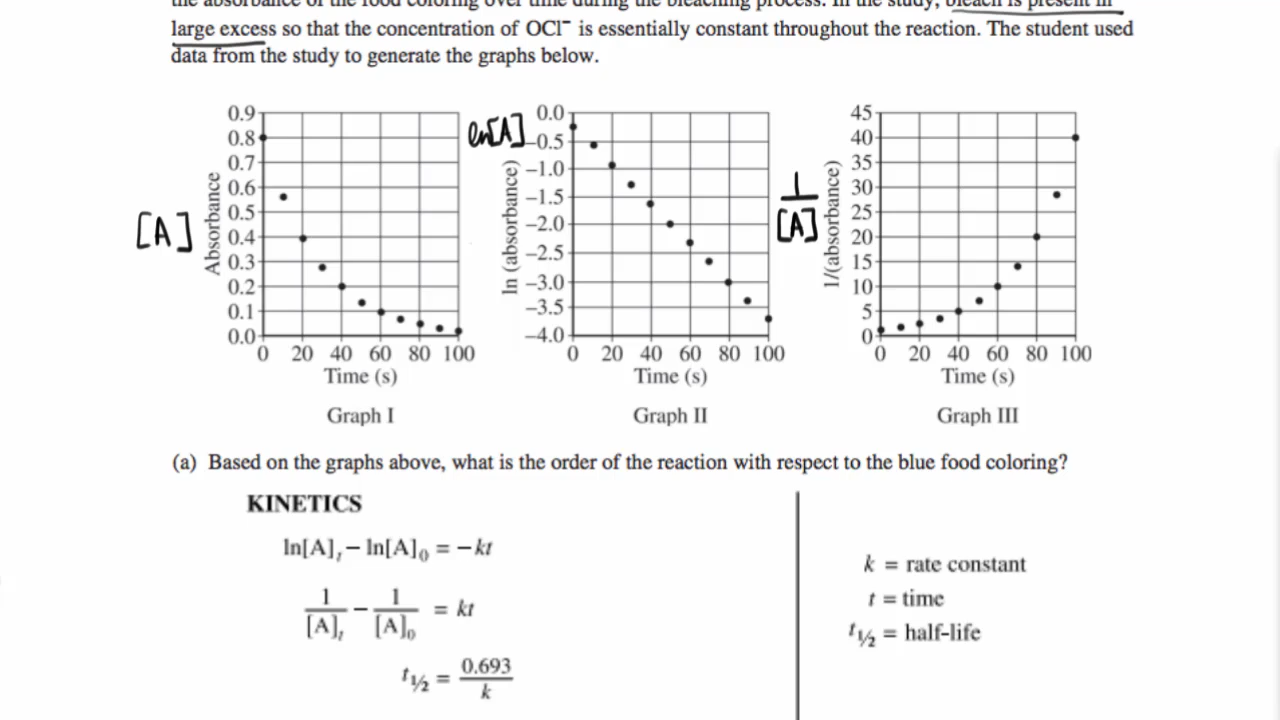 the absorbance of the food coloring over time during the bleaching process. In the study, bleach is present in
large excess so that the concentration of OCl⁻ is essentially constant throughout the reaction. The student used
data from the study to generate the graphs below.
[A]
Absorbance
0.9
0.8
0.7
0.6
0.5
0.4
0.3
0.2
0.1
0.0
0 20 40 60 80 100
Time (s)
Graph I
ln[A]
ln (absorbance)
0.0
−0.5
−1.0
−1.5
−2.0
−2.5
−3.0
−3.5
−4.0
0 20 40 60 80 100
Time (s)
Graph II
1/[A]
1/(absorbance)
45
40
35
30
25
20
15
10
5
0
0 20 40 60 80 100
Time (s)
Graph III
(a) Based on the graphs above, what is the order of the reaction with respect to the blue food coloring?
KINETICS
ln[A]ₜ − ln[A]₀ = −kt
1/[A]ₜ − 1/[A]₀ = kt
t½ = 0.693/k
k = rate constant
t = time
t½ = half-life